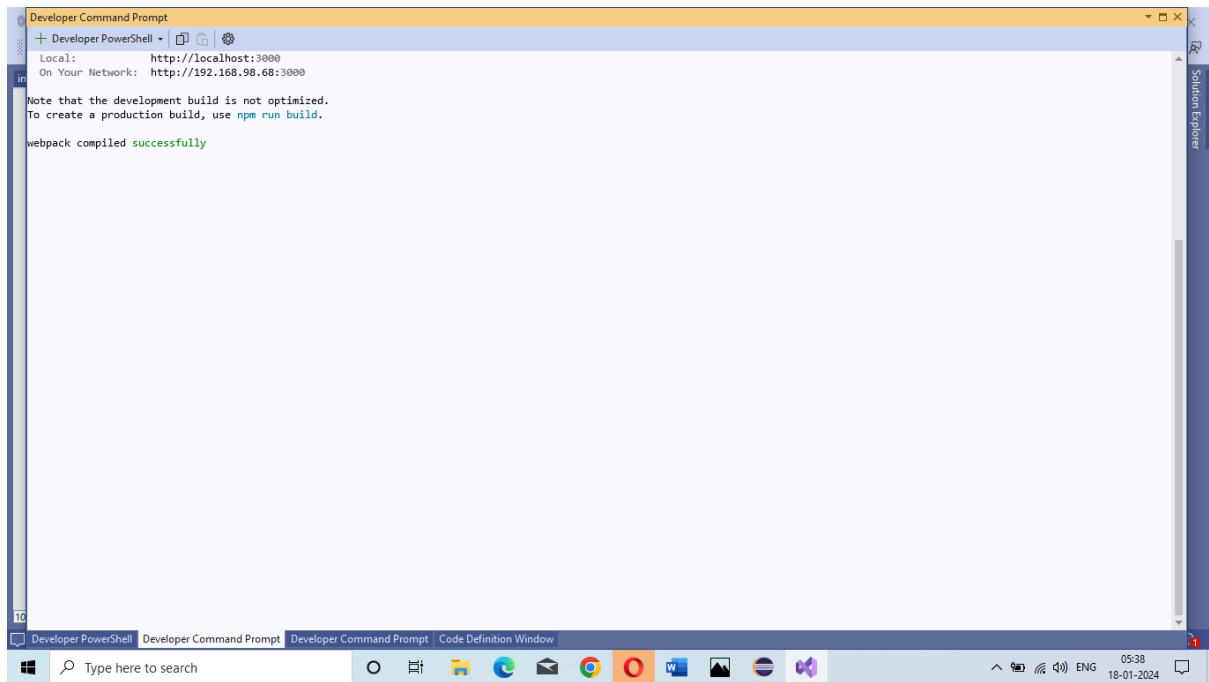 Developer Command Prompt
Developer PowerShell
Local: http://localhost:3000
On Your Network: http://192.168.98.68:3000
in
Note that the development build is not optimized.
To create a production build, use npm run build.
webpack compiled successfully
Solution Explorer
10
Developer PowerShell Developer Command Prompt Developer Command Prompt Code Definition Window
1
Type here to search
ENG
05:38
18-01-2024